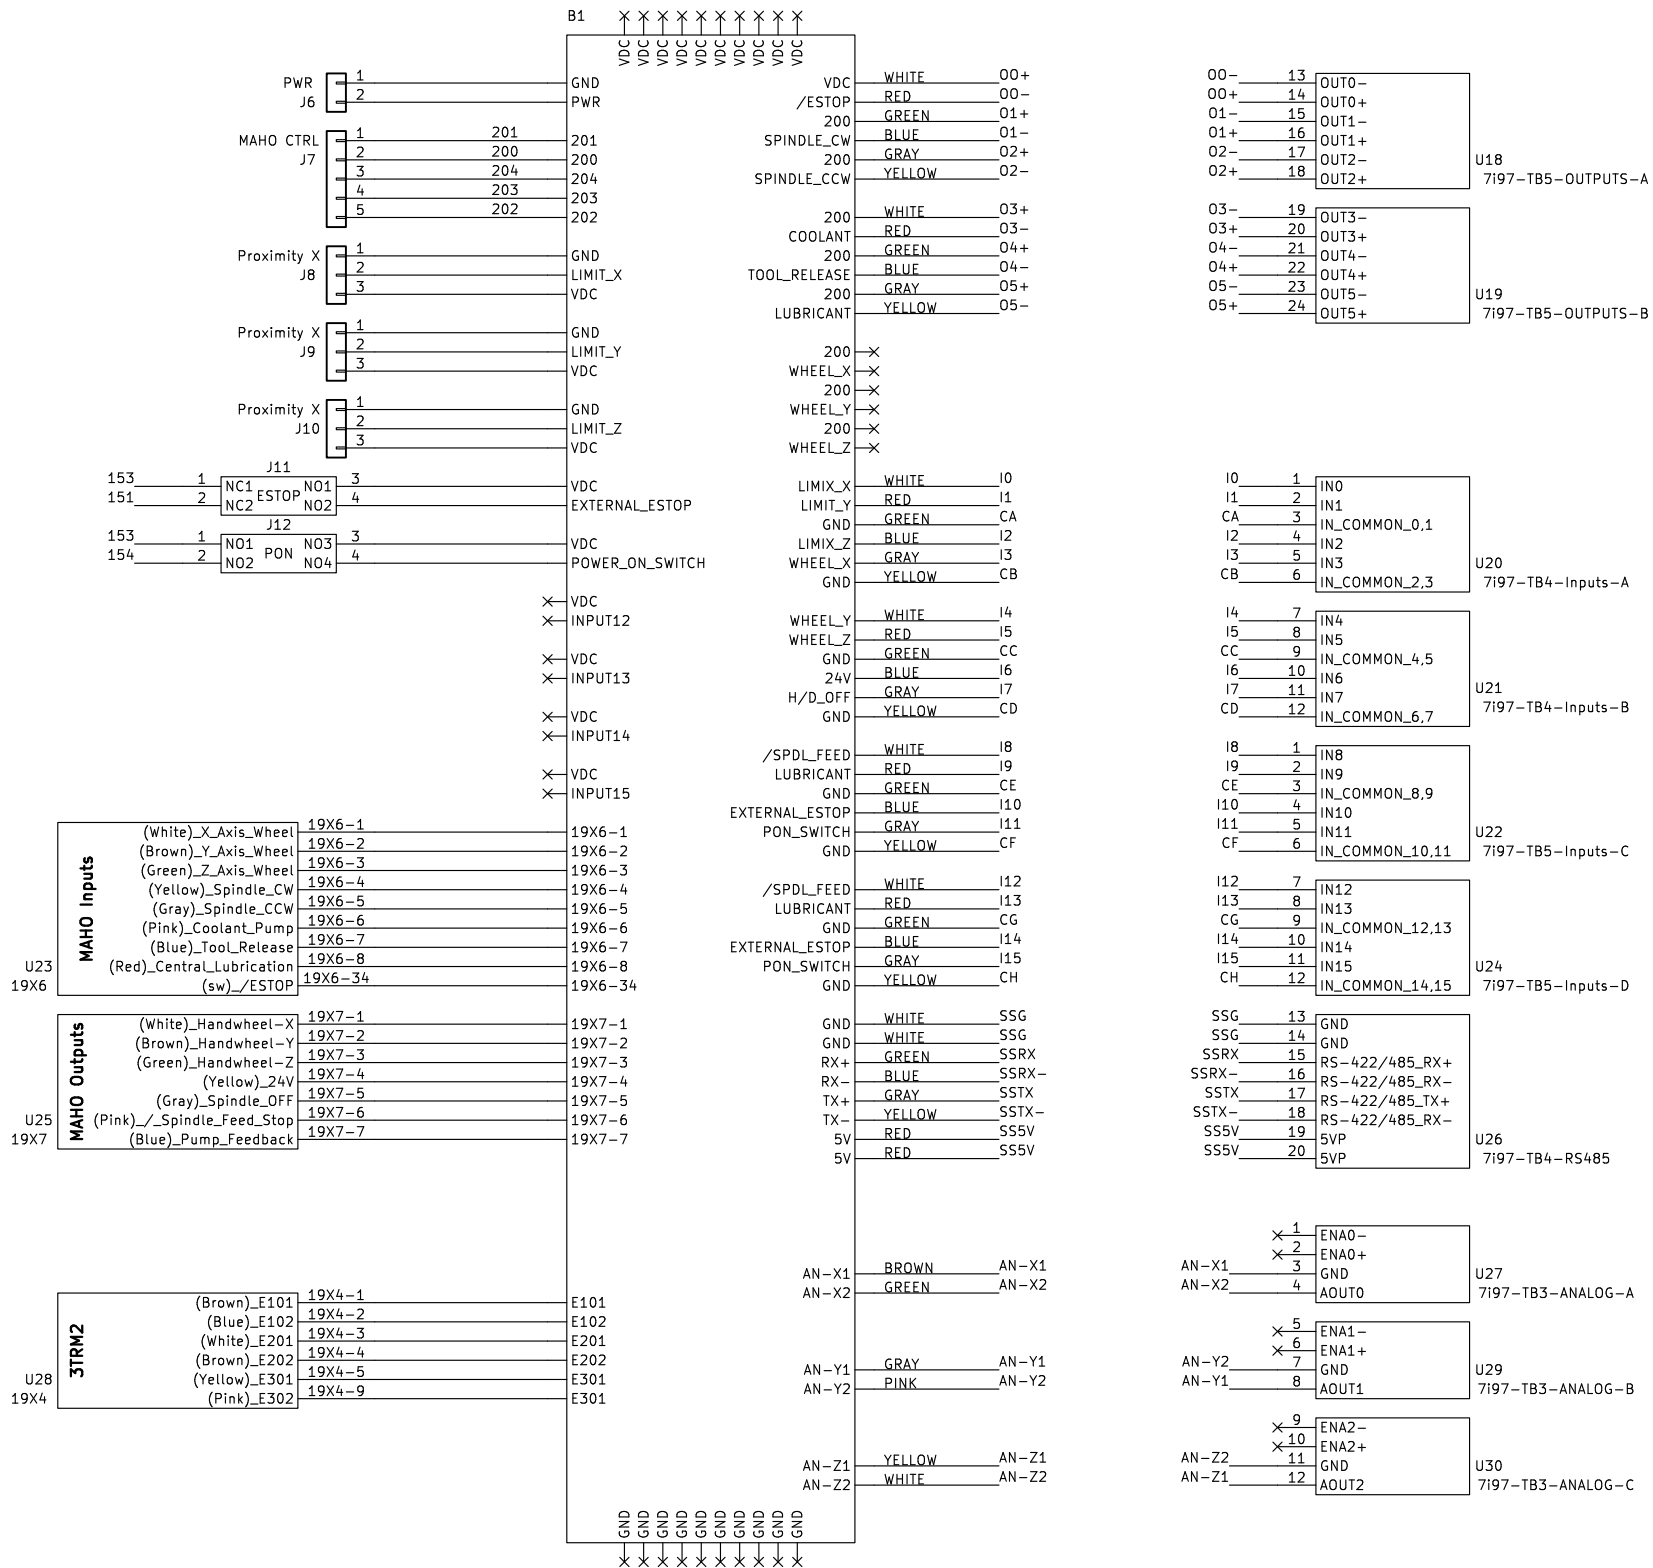 B1
VDC VDC VDC VDC VDC VDC VDC VDC VDC VDC
PWR 1 GND VDC WHITE O0+ O0- 13 OUT0-
J6 2 PWR /ESTOP RED O0- O0+ 14 OUT0+
200 GREEN O1+ O1- 15 OUT1-
MAHO CTRL 1 201 201 SPINDLE_CW BLUE O1- O1+ 16 OUT1+
J7 2 200 200 200 GRAY O2+ O2- 17 OUT2- U18
3 204 204 SPINDLE_CCW YELLOW O2- O2+ 18 OUT2+ 7i97-TB5-OUTPUTS-A
4 203 203
5 202 202 200 WHITE O3+ O3- 19 OUT3-
COOLANT RED O3- O3+ 20 OUT3+
Proximity X 1 GND 200 GREEN O4+ O4- 21 OUT4-
J8 2 LIMIT_X TOOL_RELEASE BLUE O4- O4+ 22 OUT4+
3 VDC 200 GRAY O5+ O5- 23 OUT5- U19
LUBRICANT YELLOW O5- O5+ 24 OUT5+ 7i97-TB5-OUTPUTS-B
Proximity X 1 GND
J9 2 LIMIT_Y 200
3 VDC WHEEL_X
200
Proximity X 1 GND WHEEL_Y
J10 2 LIMIT_Z 200
3 VDC WHEEL_Z
J11
153 1 NC1 ESTOP NO1 3 VDC LIMIX_X WHITE I0 I0 1 IN0
151 2 NC2 NO2 4 EXTERNAL_ESTOP LIMIT_Y RED I1 I1 2 IN1
J12 GND GREEN CA CA 3 IN_COMMON_0,1
153 1 NO1 PON NO3 3 VDC LIMIX_Z BLUE I2 I2 4 IN2
154 2 NO2 NO4 4 POWER_ON_SWITCH WHEEL_X GRAY I3 I3 5 IN3 U20
GND YELLOW CB CB 6 IN_COMMON_2,3 7i97-TB4-Inputs-A
VDC
INPUT12 WHEEL_Y WHITE I4 I4 7 IN4
WHEEL_Z RED I5 I5 8 IN5
VDC GND GREEN CC CC 9 IN_COMMON_4,5
INPUT13 24V BLUE I6 I6 10 IN6
H/D_OFF GRAY I7 I7 11 IN7 U21
VDC GND YELLOW CD CD 12 IN_COMMON_6,7 7i97-TB4-Inputs-B
INPUT14
/SPDL_FEED WHITE I8 I8 1 IN8
VDC LUBRICANT RED I9 I9 2 IN9
INPUT15 GND GREEN CE CE 3 IN_COMMON_8,9
EXTERNAL_ESTOP BLUE I10 I10 4 IN10
MAHO Inputs
(White)_X_Axis_Wheel 19X6-1 19X6-1 PON_SWITCH GRAY I11 I11 5 IN11 U22
(Brown)_Y_Axis_Wheel 19X6-2 19X6-2 GND YELLOW CF CF 6 IN_COMMON_10,11 7i97-TB5-Inputs-C
(Green)_Z_Axis_Wheel 19X6-3 19X6-3
(Yellow)_Spindle_CW 19X6-4 19X6-4 /SPDL_FEED WHITE I12 I12 7 IN12
(Gray)_Spindle_CCW 19X6-5 19X6-5 LUBRICANT RED I13 I13 8 IN13
(Pink)_Coolant_Pump 19X6-6 19X6-6 GND GREEN CG CG 9 IN_COMMON_12,13
(Blue)_Tool_Release 19X6-7 19X6-7 EXTERNAL_ESTOP BLUE I14 I14 10 IN14
U23 (Red)_Central_Lubrication 19X6-8 19X6-8 PON_SWITCH GRAY I15 I15 11 IN15 U24
19X6 (sw)_/ESTOP 19X6-34 19X6-34 GND YELLOW CH CH 12 IN_COMMON_14,15 7i97-TB5-Inputs-D
MAHO Outputs
(White)_Handwheel-X 19X7-1 19X7-1 GND WHITE SSG SSG 13 GND
(Brown)_Handwheel-Y 19X7-2 19X7-2 GND WHITE SSG SSG 14 GND
(Green)_Handwheel-Z 19X7-3 19X7-3 RX+ GREEN SSRX SSRX 15 RS-422/485_RX+
(Yellow)_24V 19X7-4 19X7-4 RX- BLUE SSRX- SSRX- 16 RS-422/485_RX-
(Gray)_Spindle_OFF 19X7-5 19X7-5 TX+ GRAY SSTX SSTX 17 RS-422/485_TX+
U25 (Pink)_/_Spindle_Feed_Stop 19X7-6 19X7-6 TX- YELLOW SSTX- SSTX- 18 RS-422/485_RX-
19X7 (Blue)_Pump_Feedback 19X7-7 19X7-7 5V RED SS5V SS5V 19 5VP U26
5V RED SS5V SS5V 20 5VP 7i97-TB4-RS485
1 ENA0-
2 ENA0+
AN-X1 BROWN AN-X1 AN-X1 3 GND U27
AN-X2 GREEN AN-X2 AN-X2 4 AOUT0 7i97-TB3-ANALOG-A
3TRM2
(Brown)_E101 19X4-1 E101
(Blue)_E102 19X4-2 E102 5 ENA1-
(White)_E201 19X4-3 E201 6 ENA1+
(Brown)_E202 19X4-4 E202 AN-Y1 GRAY AN-Y1 AN-Y2 7 GND U29
U28 (Yellow)_E301 19X4-5 E301 AN-Y2 PINK AN-Y2 AN-Y1 8 AOUT1 7i97-TB3-ANALOG-B
19X4 (Pink)_E302 19X4-9 E301
9 ENA2-
10 ENA2+
AN-Z1 YELLOW AN-Z1 AN-Z2 11 GND U30
AN-Z2 WHITE AN-Z2 AN-Z1 12 AOUT2 7i97-TB3-ANALOG-C
GND GND GND GND GND GND GND GND GND GND